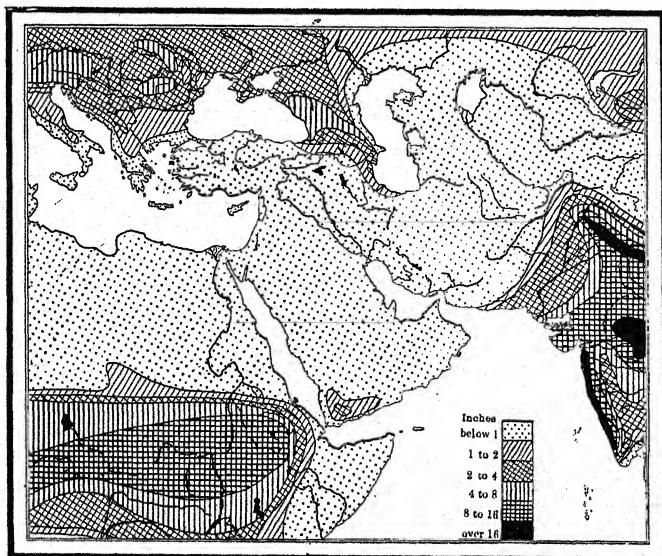 Inches
below 1
1 to 2
2 to 4
4 to 8
8 to 16
over 16